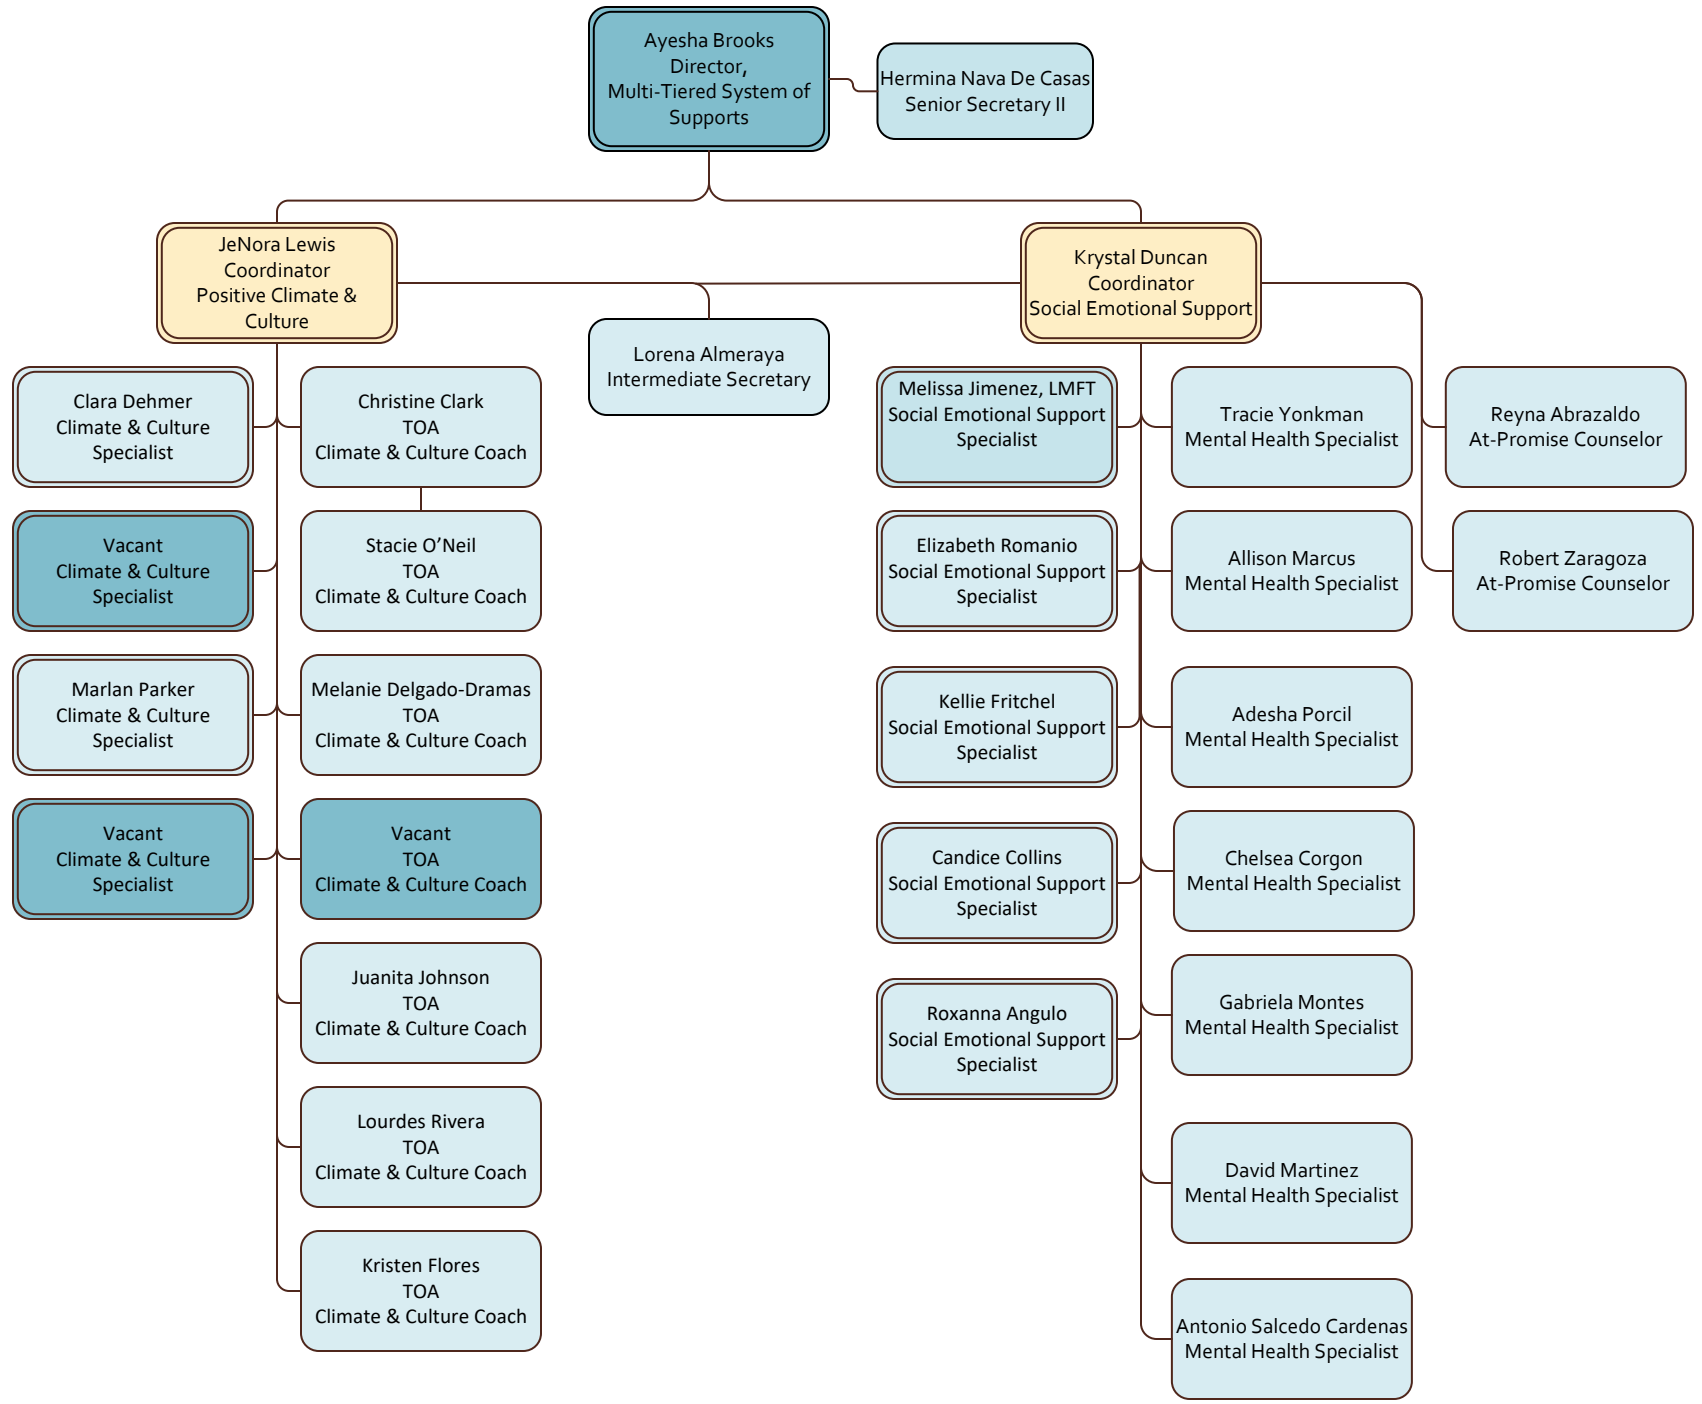 Ayesha Brooks
Director,
Multi-Tiered System of
Supports
Hermina Nava De Casas
Senior Secretary II
JeNora Lewis
Coordinator
Positive Climate &
Culture
Krystal Duncan
Coordinator
Social Emotional Support
Lorena Almeraya
Intermediate Secretary
Clara Dehmer
Climate & Culture
Specialist
Christine Clark
TOA
Climate & Culture Coach
Melissa Jimenez, LMFT
Social Emotional Support
Specialist
Tracie Yonkman
Mental Health Specialist
Reyna Abrazaldo
At-Promise Counselor
Vacant
Climate & Culture
Specialist
Stacie O’Neil
TOA
Climate & Culture Coach
Elizabeth Romanio
Social Emotional Support
Specialist
Allison Marcus
Mental Health Specialist
Robert Zaragoza
At-Promise Counselor
Marlan Parker
Climate & Culture
Specialist
Melanie Delgado-Dramas
TOA
Climate & Culture Coach
Kellie Fritchel
Social Emotional Support
Specialist
Adesha Porcil
Mental Health Specialist
Vacant
Climate & Culture
Specialist
Vacant
TOA
Climate & Culture Coach
Candice Collins
Social Emotional Support
Specialist
Chelsea Corgon
Mental Health Specialist
Juanita Johnson
TOA
Climate & Culture Coach
Roxanna Angulo
Social Emotional Support
Specialist
Gabriela Montes
Mental Health Specialist
Lourdes Rivera
TOA
Climate & Culture Coach
David Martinez
Mental Health Specialist
Kristen Flores
TOA
Climate & Culture Coach
Antonio Salcedo Cardenas
Mental Health Specialist